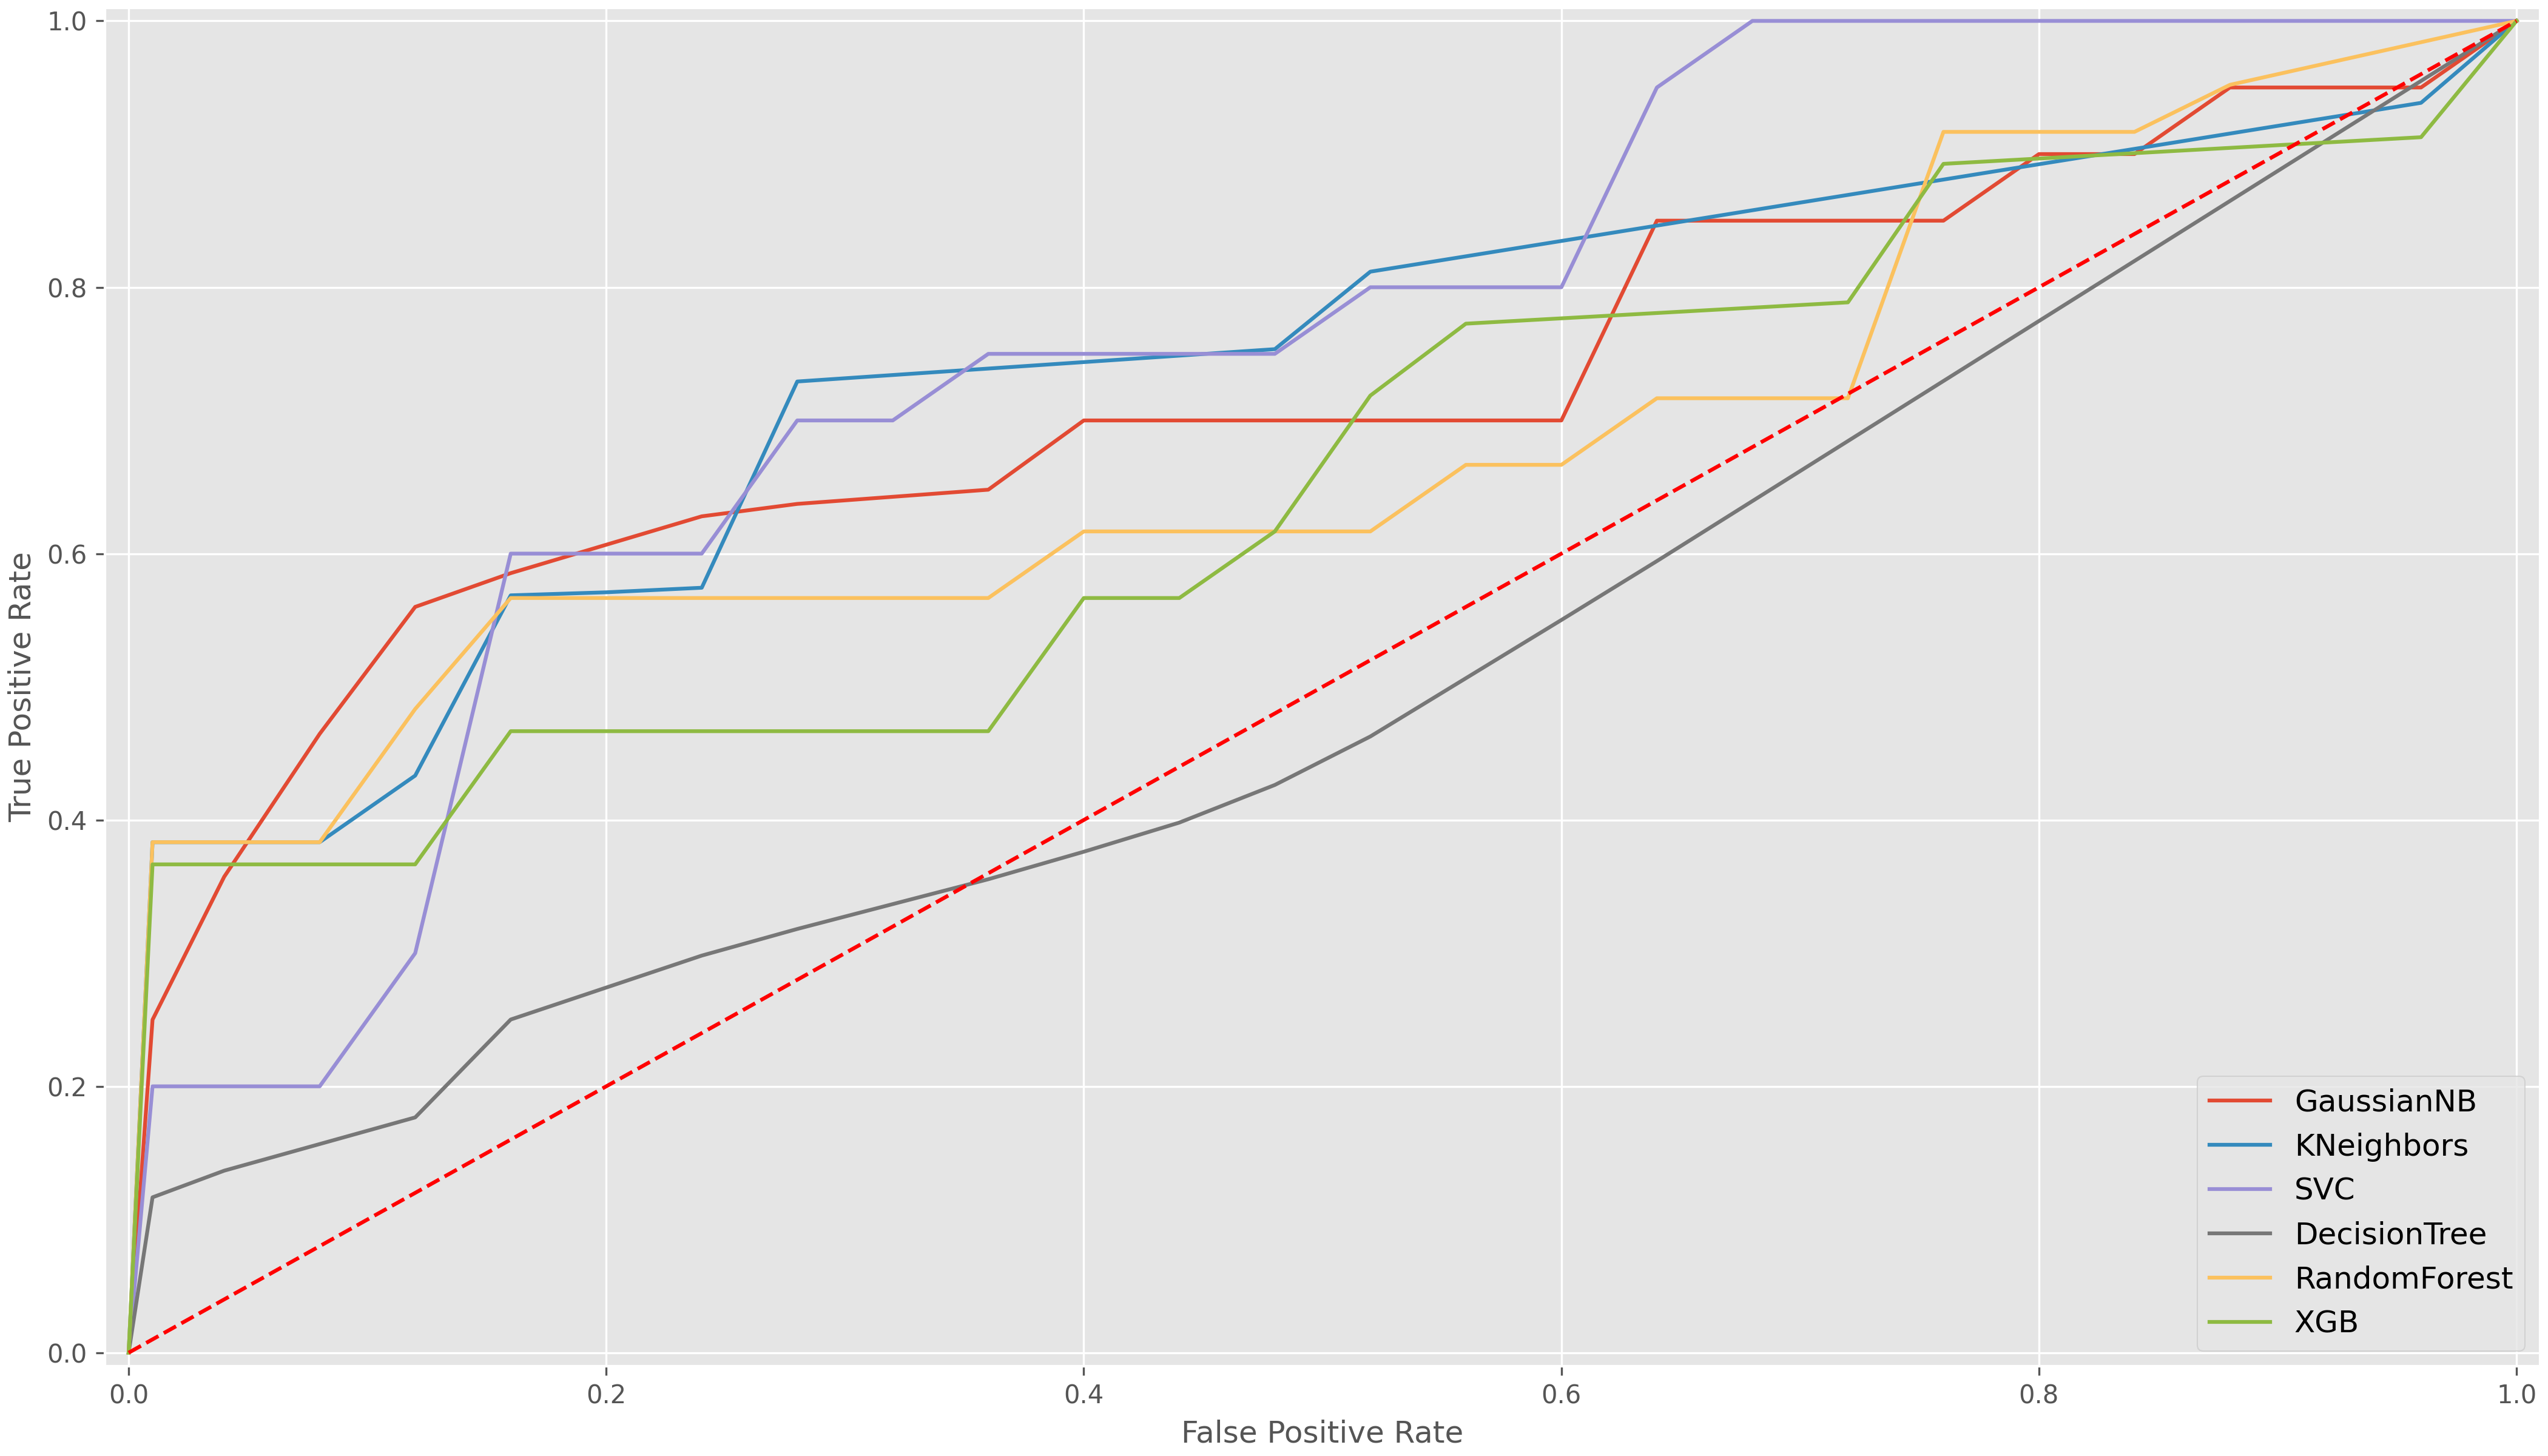 1.0
0.8
0.6
0.4
0.2
0.0
True Positive Rate
0.0 0.2 0.4 0.6 0.8 1.0
False Positive Rate
GaussianNB
KNeighbors
SVC
DecisionTree
RandomForest
XGB